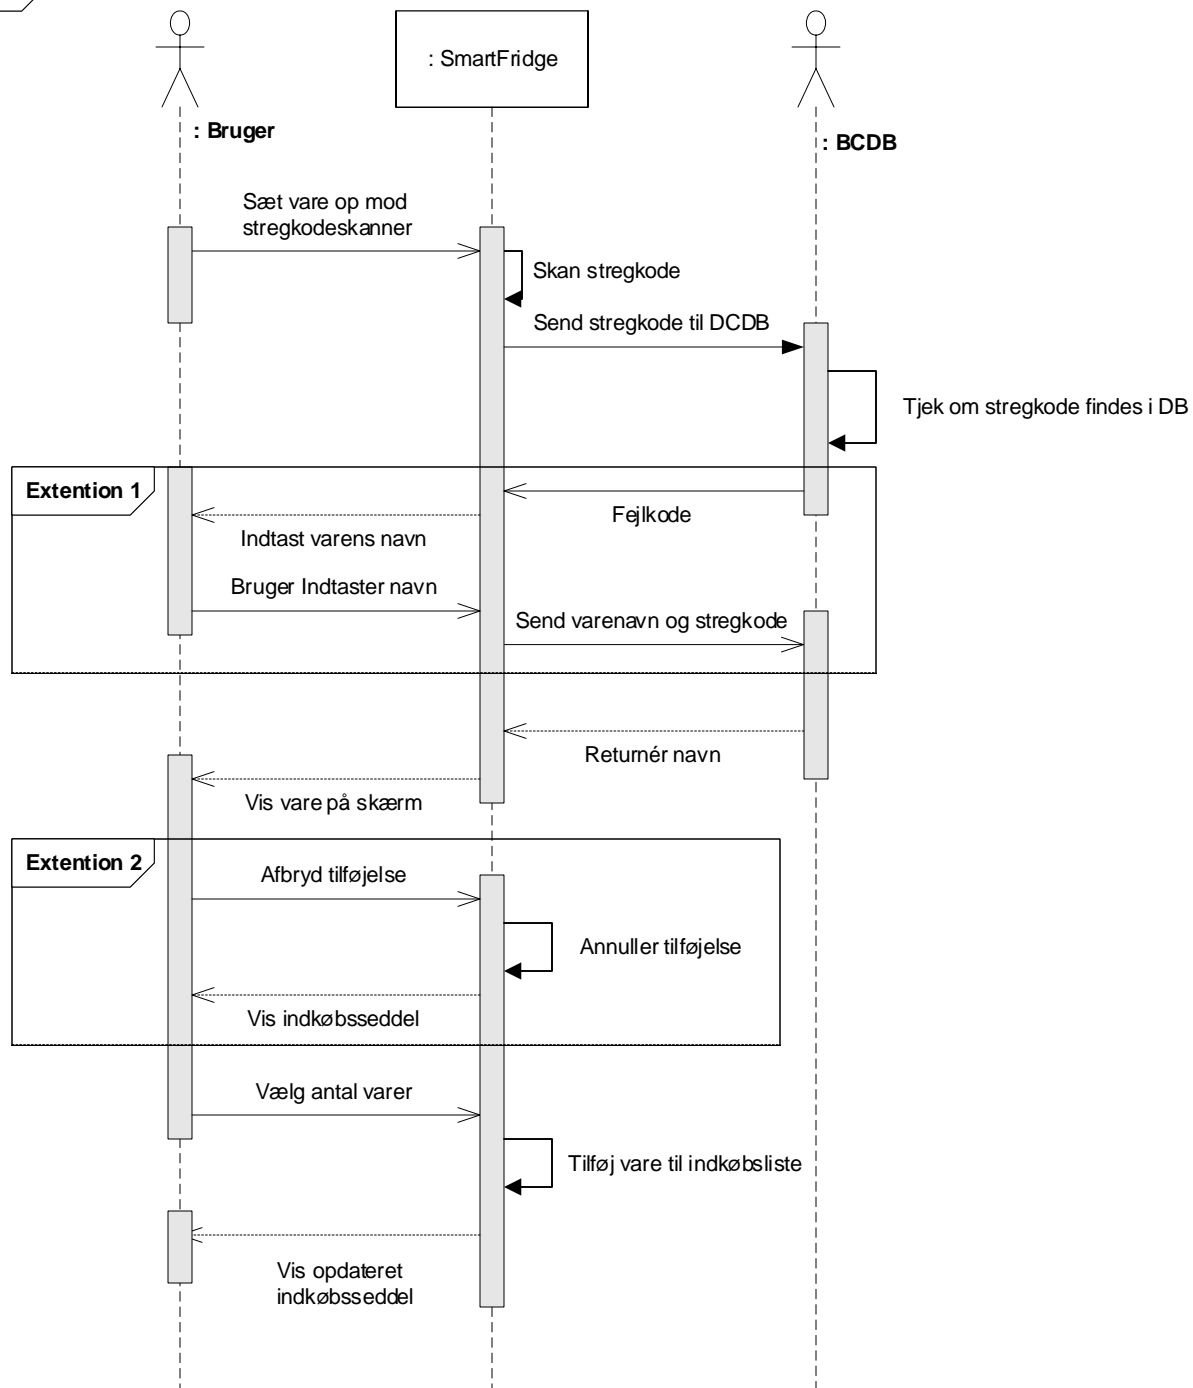 : SmartFridge
: Bruger
: BCDB
Sæt vare op mod
stregkodeskanner
Skan stregkode
Send stregkode til DCDB
Tjek om stregkode findes i DB
Extention 1
Fejlkode
Indtast varens navn
Bruger Indtaster navn
Send varenavn og stregkode
Returnér navn
Vis vare på skærm
Extention 2
Afbryd tilføjelse
Annuller tilføjelse
Vis indkøbsseddel
Vælg antal varer
Tilføj vare til indkøbsliste
Vis opdateret
indkøbsseddel